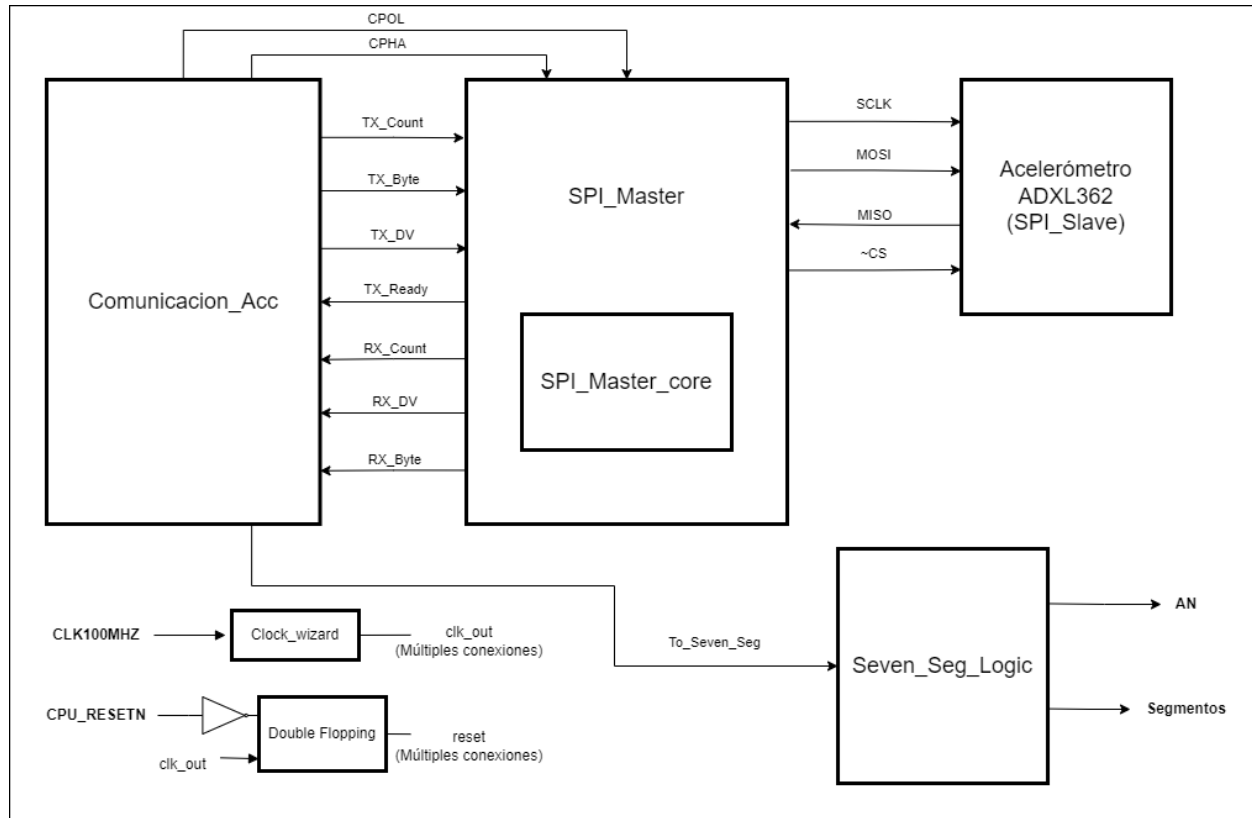 CPOL
CPHA
TX_Count
TX_Byte
TX_DV
TX_Ready
RX_Count
RX_DV
RX_Byte
Comunicacion_Acc
SPI_Master
SPI_Master_core
SCLK
MOSI
MISO
~CS
Acelerómetro
ADXL362
(SPI_Slave)
CLK100MHZ
Clock_wizard
clk_out
(Múltiples conexiones)
CPU_RESETN
clk_out
Double Flopping
reset
(Múltiples conexiones)
To_Seven_Seg
Seven_Seg_Logic
AN
Segmentos